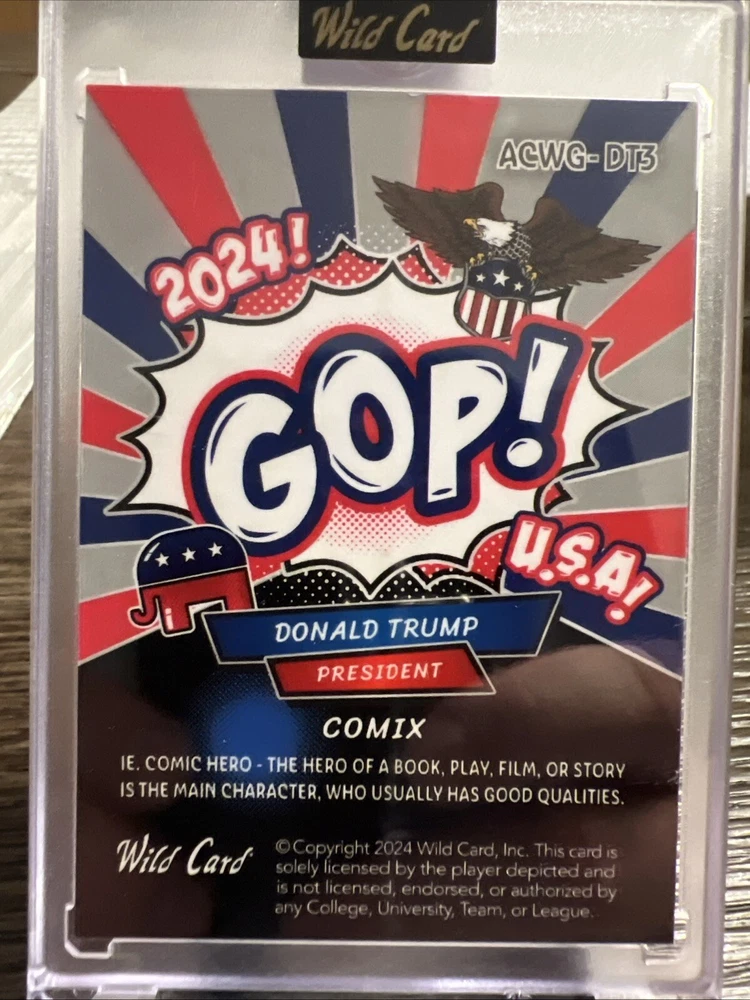 Wild Card
ACWG-DT3
2024!
GOP!
U.S.A!
DONALD TRUMP
PRESIDENT
COMIX
IE. COMIC HERO - THE HERO OF A BOOK, PLAY, FILM, OR STORY
IS THE MAIN CHARACTER, WHO USUALLY HAS GOOD QUALITIES.
Wild Card
© Copyright 2024 Wild Card, Inc. This card is
solely licensed by the player depicted and
is not licensed, endorsed, or authorized by
any College, University, Team, or League.